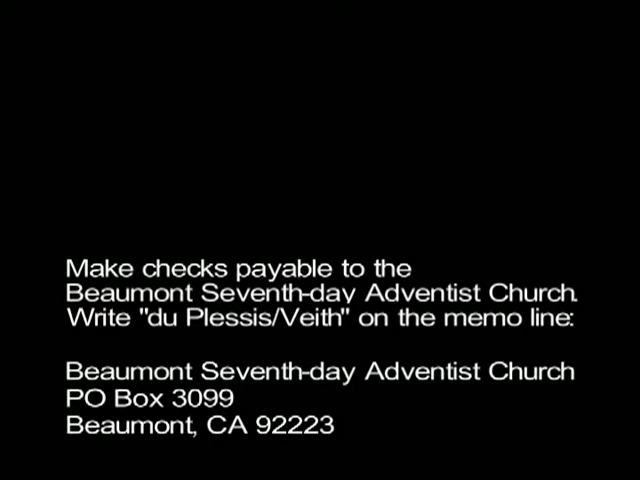 Make checks payable to the
Beaumont Seventh-day Adventist Church.
Write "du Plessis/Veith" on the memo line:
Beaumont Seventh-day Adventist Church
PO Box 3099
Beaumont, CA 92223